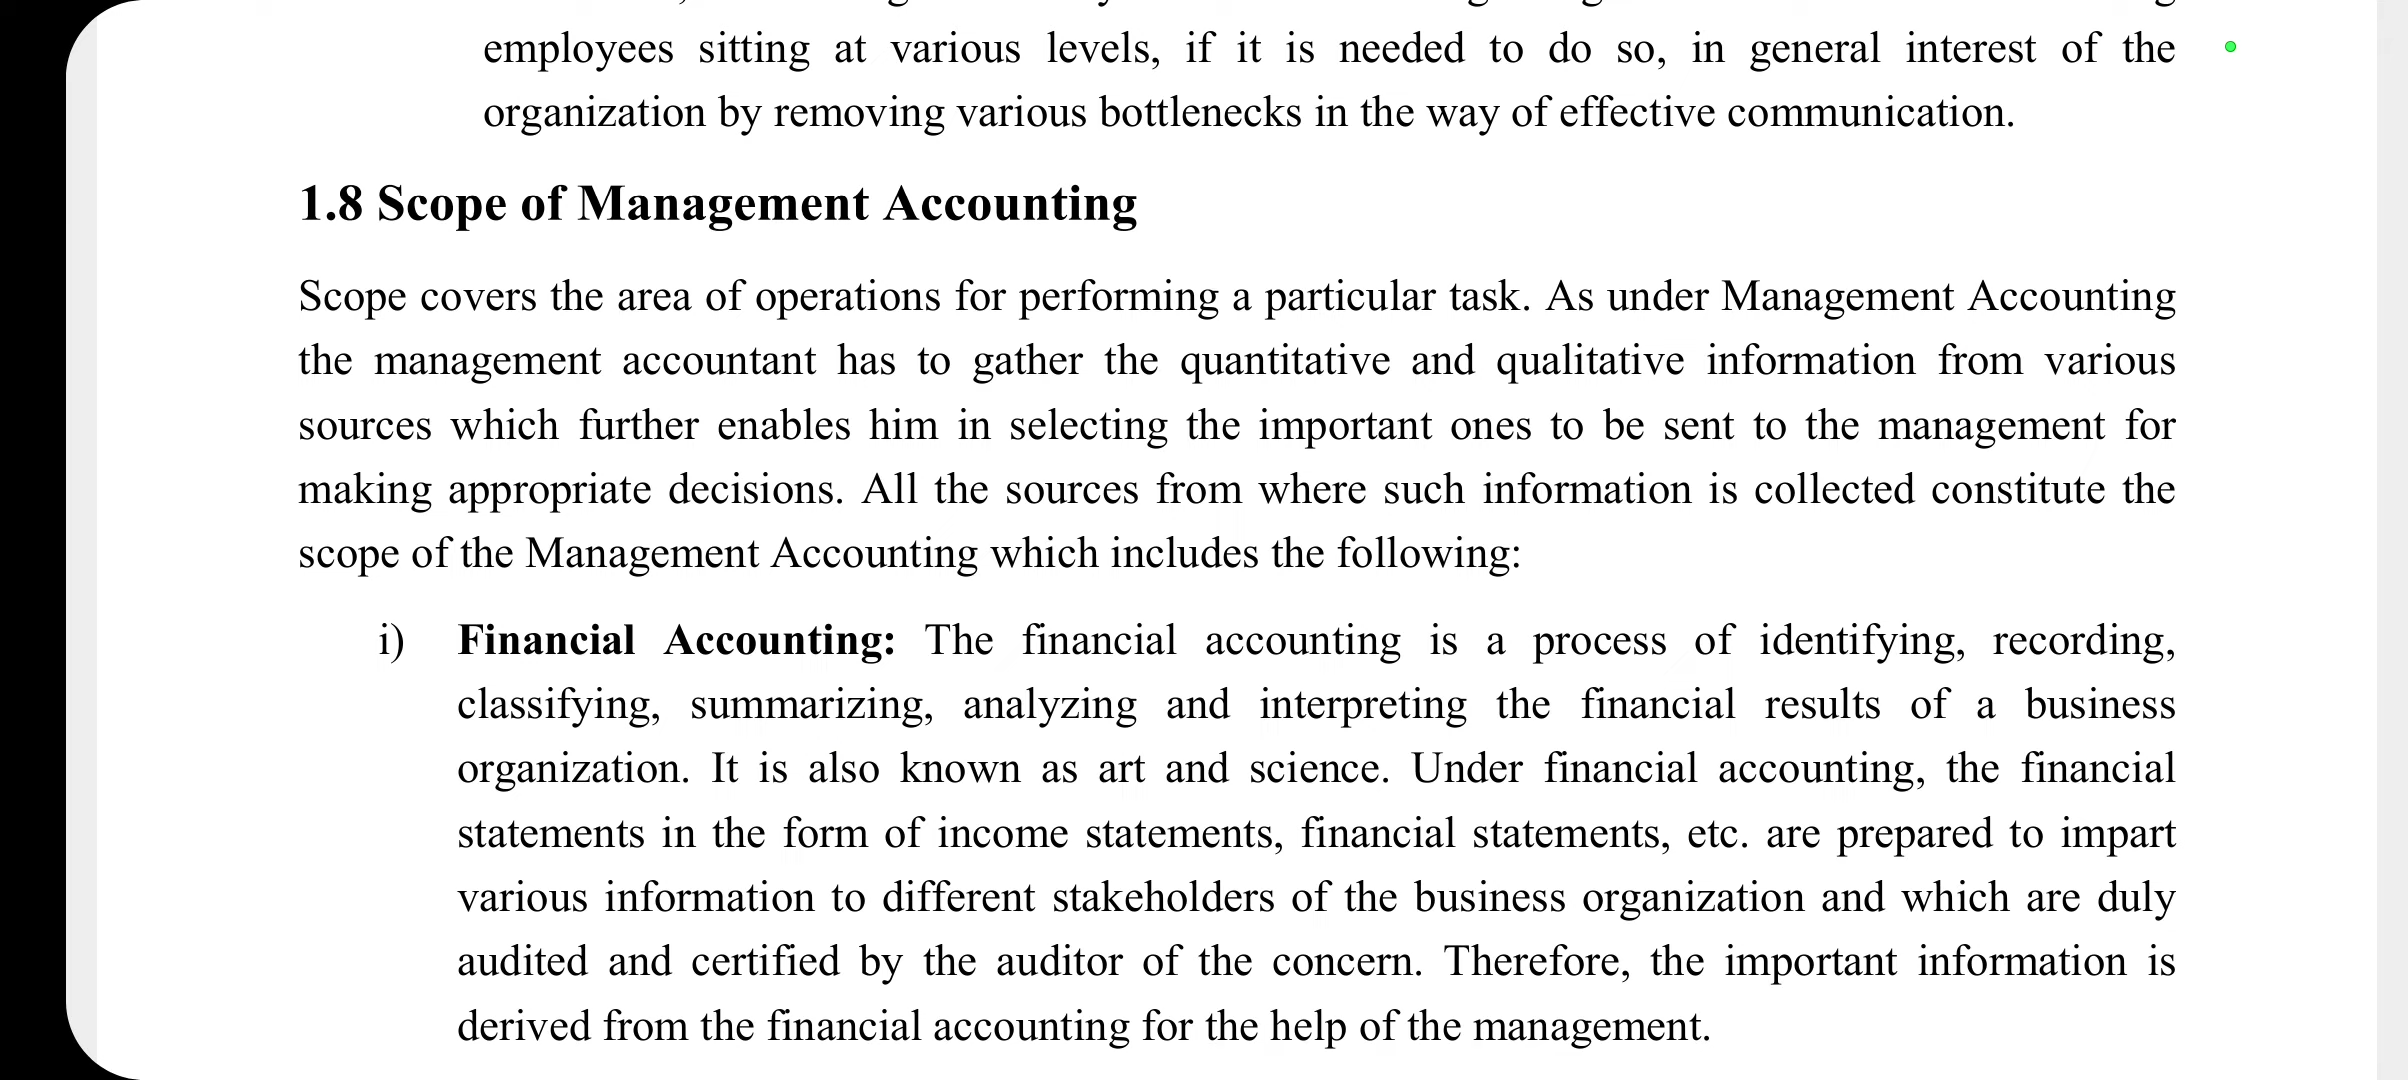 employees sitting at various levels, if it is needed to do so, in general interest of the
organization by removing various bottlenecks in the way of effective communication.
1.8 Scope of Management Accounting
Scope covers the area of operations for performing a particular task. As under Management Accounting
the management accountant has to gather the quantitative and qualitative information from various
sources which further enables him in selecting the important ones to be sent to the management for
making appropriate decisions. All the sources from where such information is collected constitute the
scope of the Management Accounting which includes the following:
i) Financial Accounting: The financial accounting is a process of identifying, recording,
classifying, summarizing, analyzing and interpreting the financial results of a business
organization. It is also known as art and science. Under financial accounting, the financial
statements in the form of income statements, financial statements, etc. are prepared to impart
various information to different stakeholders of the business organization and which are duly
audited and certified by the auditor of the concern. Therefore, the important information is
derived from the financial accounting for the help of the management.